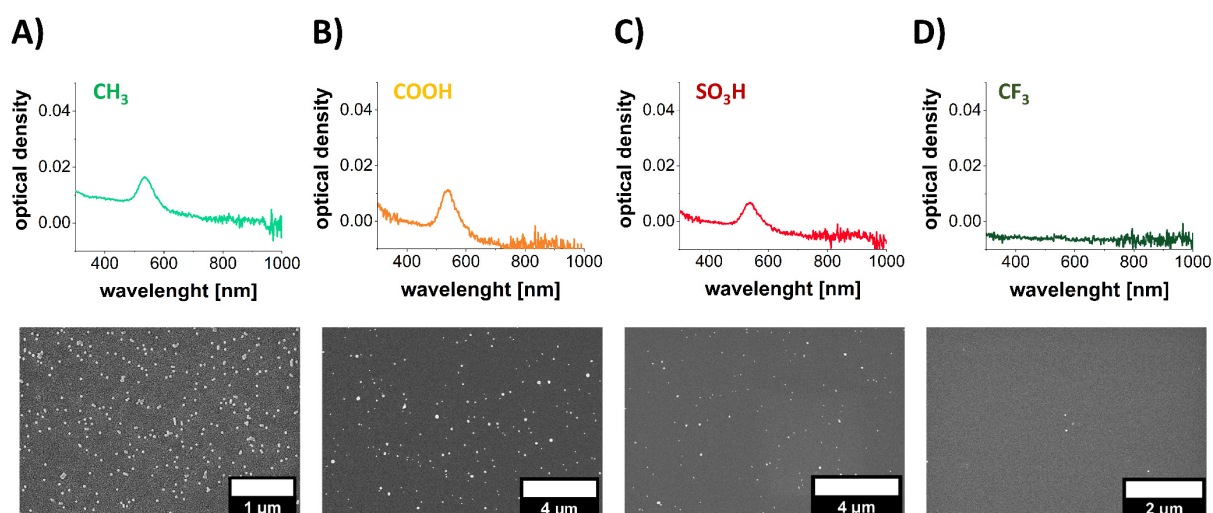 A)
B)
C)
D)
optical density
0.04
0.02
0.00
CH₃
400 600 800 1000
wavelenght [nm]
optical density
0.04
0.02
0.00
COOH
400 600 800 1000
wavelenght [nm]
optical density
0.04
0.02
0.00
SO₃H
400 600 800 1000
wavelenght [nm]
optical density
0.04
0.02
0.00
CF₃
400 600 800 1000
wavelenght [nm]
1 µm
4 µm
4 µm
2 µm